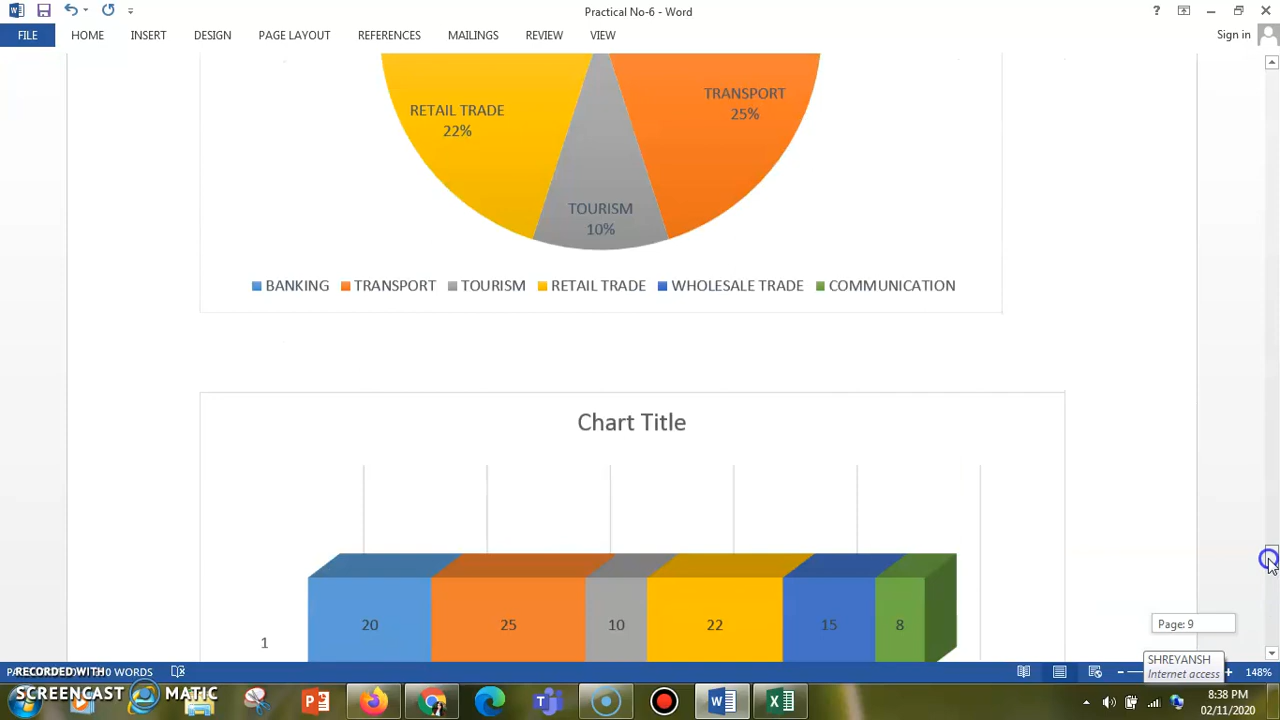 Practical No-6 - Word
?
FILE HOME INSERT DESIGN PAGE LAYOUT REFERENCES MAILINGS REVIEW VIEW
Sign in
TRANSPORT
25%
RETAIL TRADE
22%
TOURISM
10%
BANKING TRANSPORT TOURISM RETAIL TRADE WHOLESALE TRADE COMMUNICATION
Chart Title
20 25 10 22 15 8
1
Page: 9
SHREYANSH
Internet access
WORDS
148%
RECORDED WITH
SCREENCAST MATIC
8:38 PM
02/11/2020